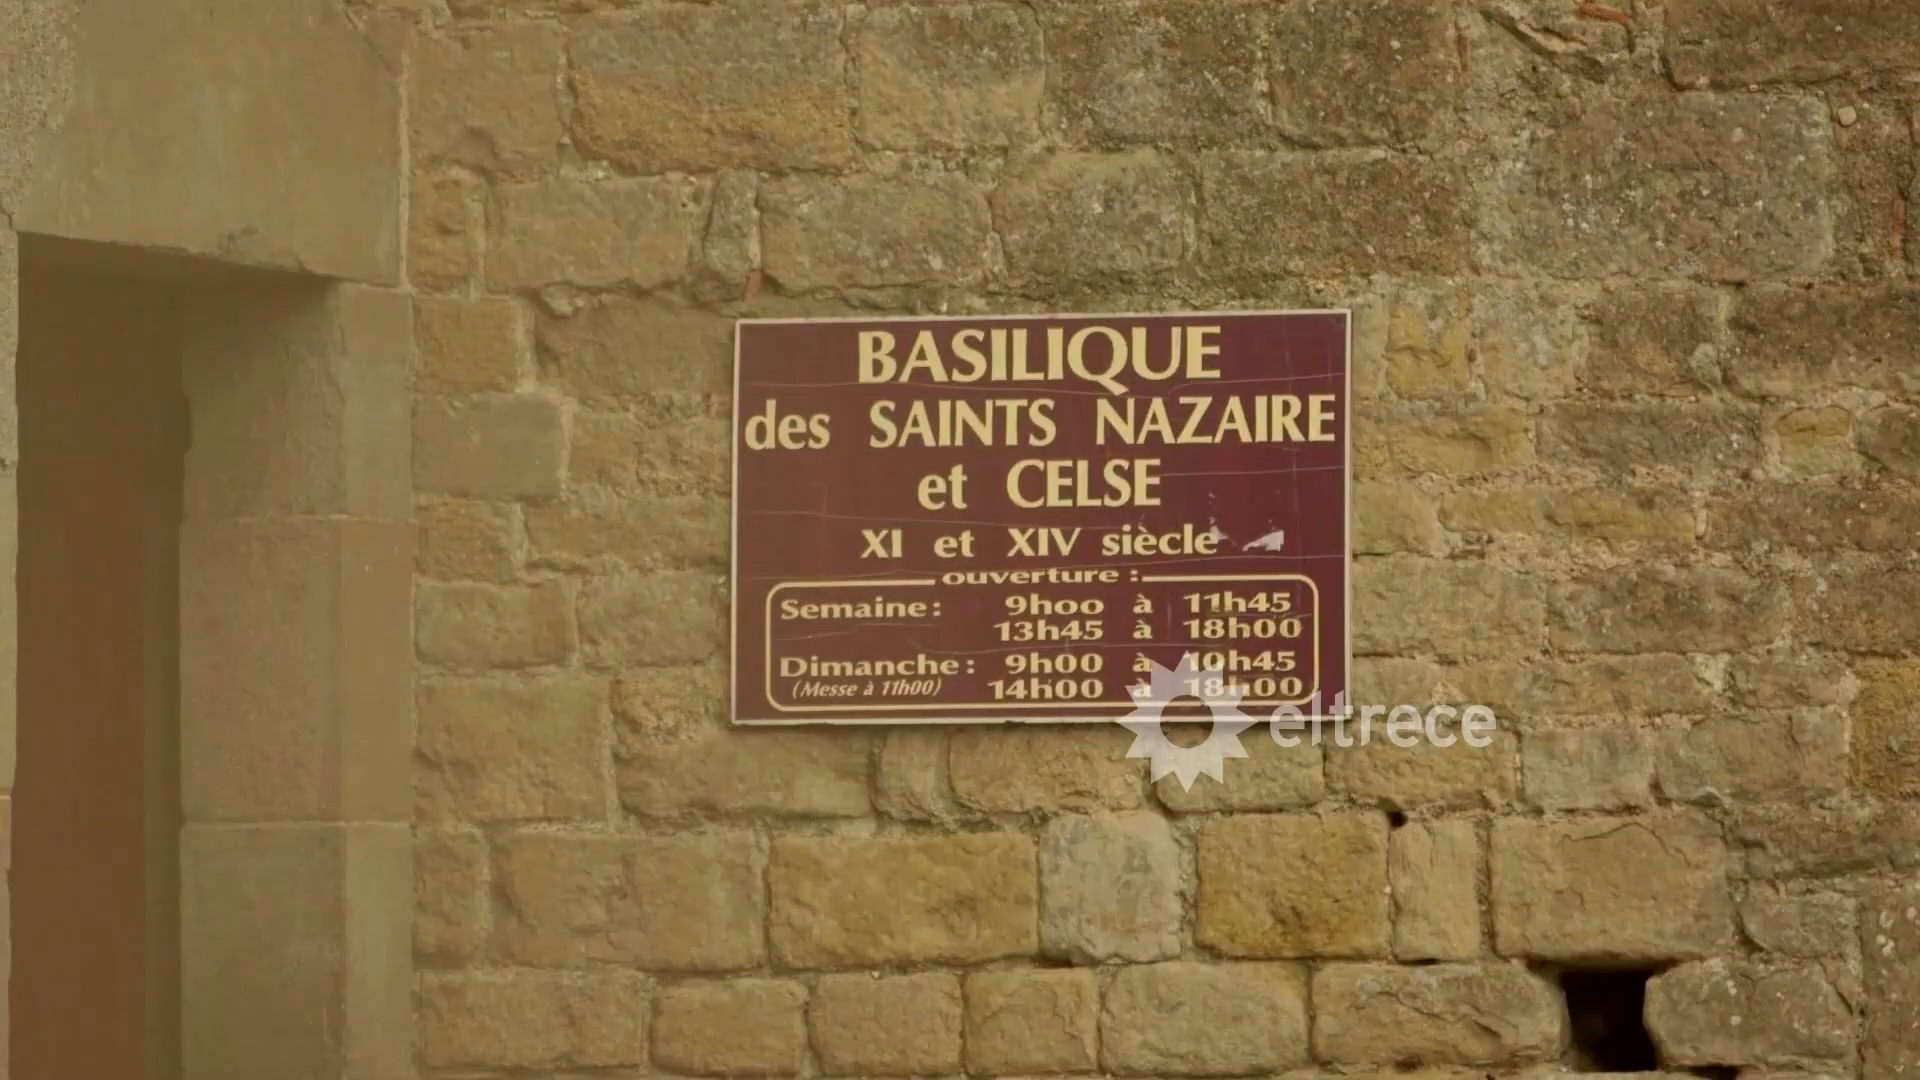 BASILIQUE
des SAINTS NAZAIRE
et CELSE
XI et XIV siècle
ouverture :
Semaine : 9hoo à 11h45
13h45 à 18h00
Dimanche : 9h00 à 10h45
(Messe à 11h00) 14h00 à 18h00
eltrece